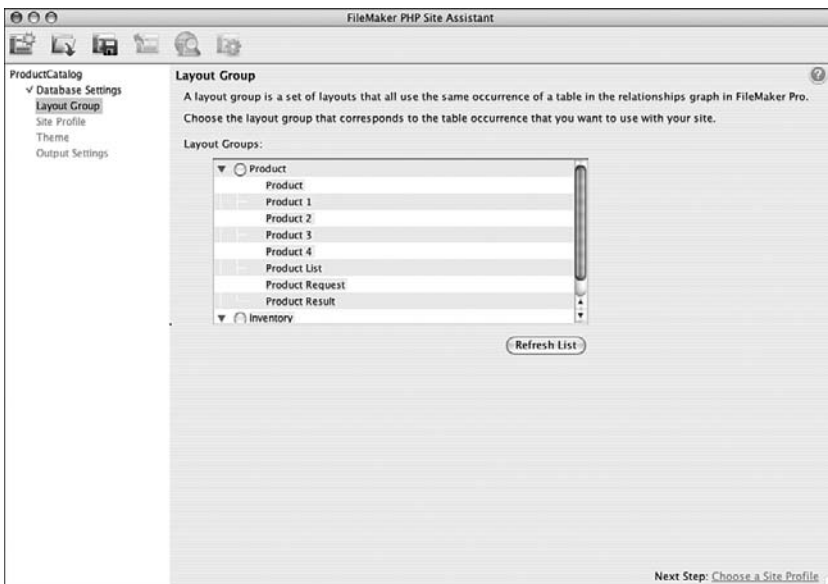 FileMaker PHP Site Assistant
ProductCatalog
√ Database Settings
Layout Group
Site Profile
Theme
Output Settings
Layout Group
?
A layout group is a set of layouts that all use the same occurrence of a table in the relationships graph in FileMaker Pro.
Choose the layout group that corresponds to the table occurrence that you want to use with your site.
Layout Groups:
Product
Product
Product 1
Product 2
Product 3
Product 4
Product List
Product Request
Product Result
Inventory
Refresh List
Next Step: Choose a Site Profile